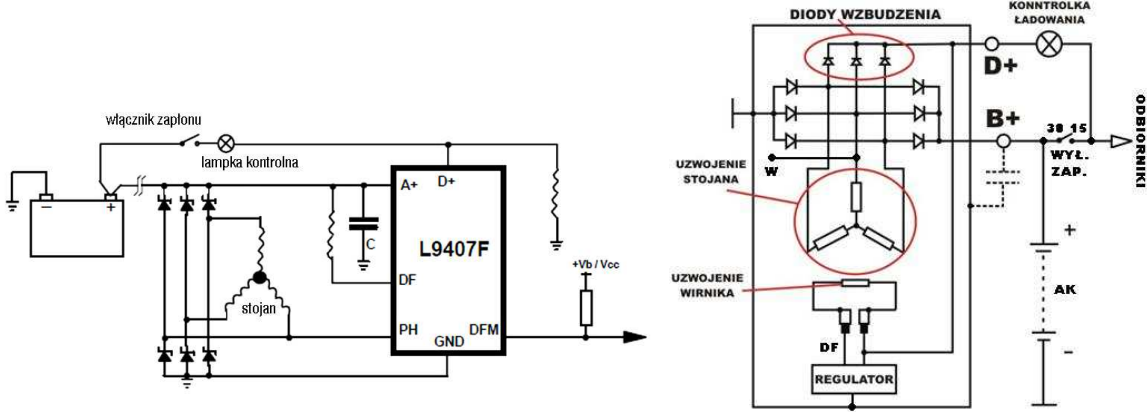 włącznik zapłonu
lampka kontrolna
−
+
A+
D+
C
L9407F
DF
stojan
PH
GND
DFM
+Vb / Vcc
DIODY WZBUDZENIA
KONNTROLKA
ŁADOWANIA
D+
B+
ODBIORNIKI
30 15
WYŁ.
ZAP.
W
UZWOJENIE
STOJANA
UZWOJENIE
WIRNIKA
DF
REGULATOR
+
AK
−